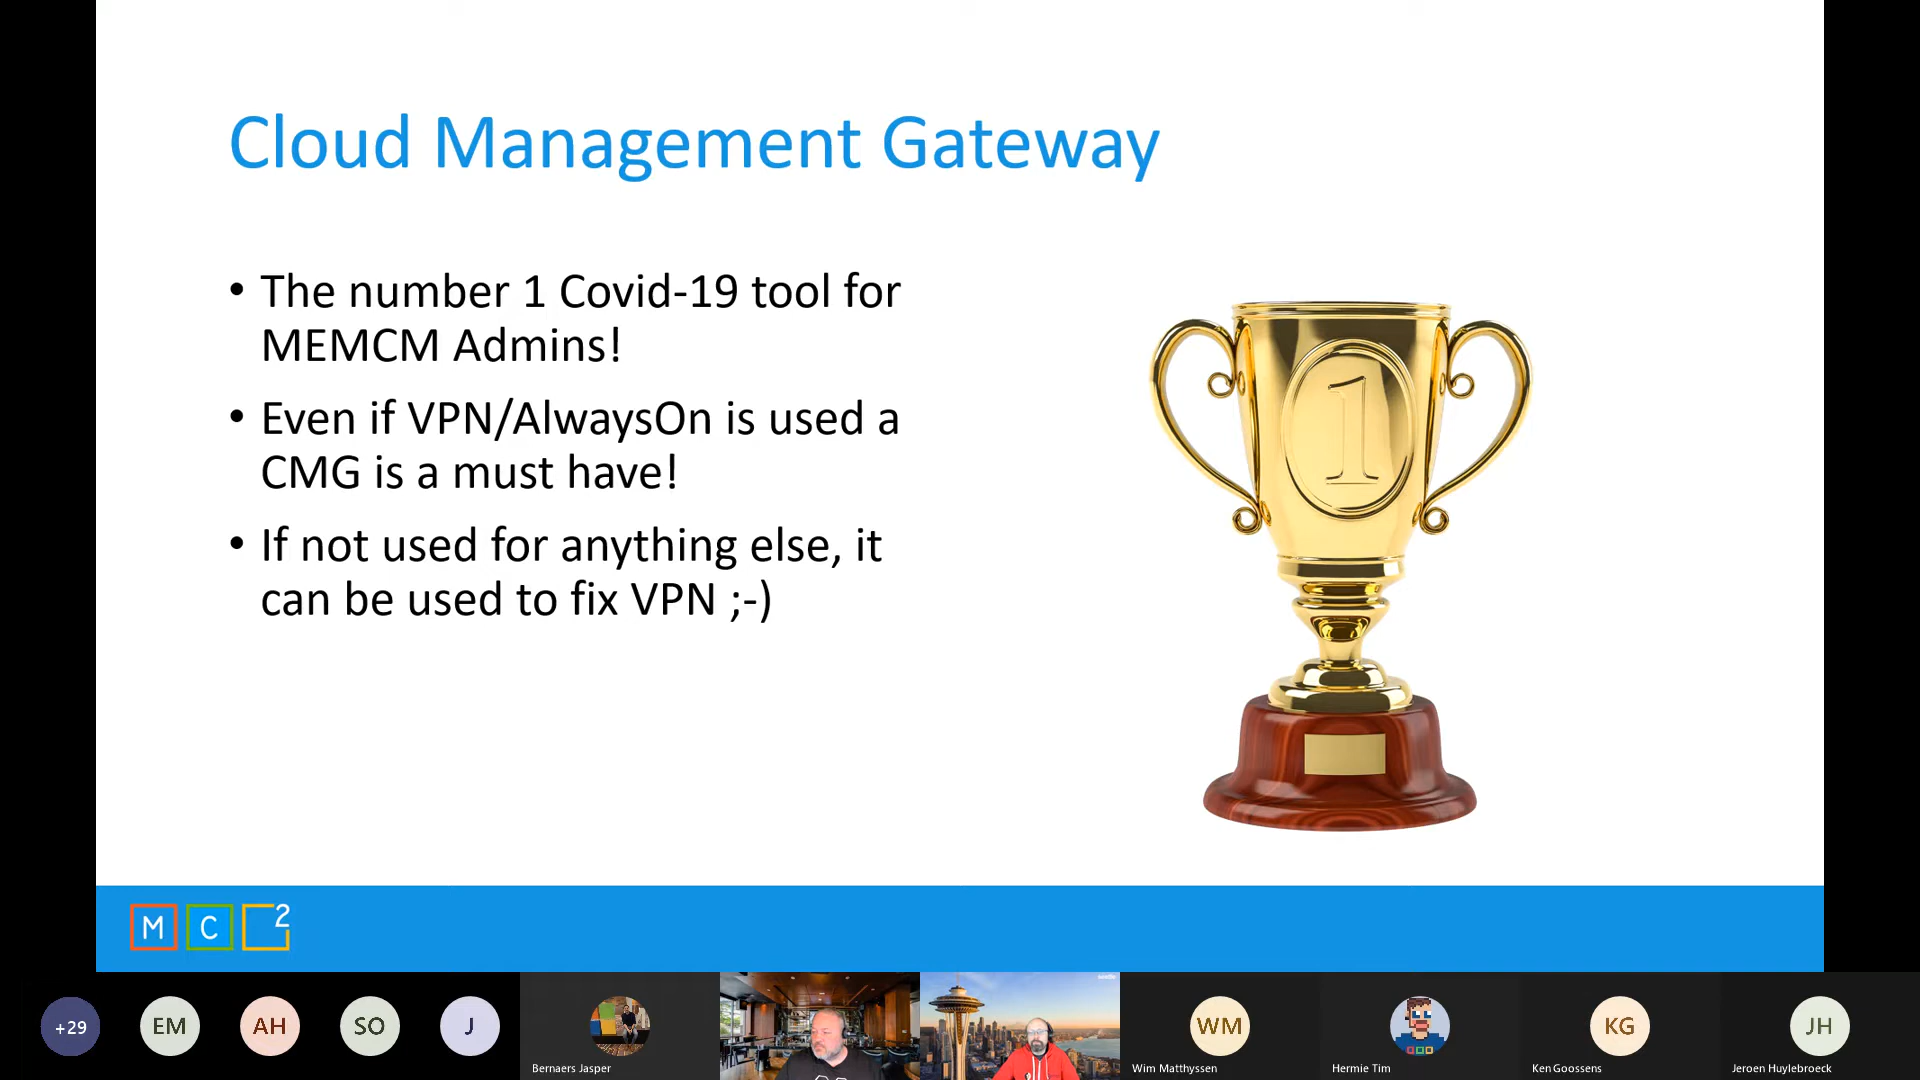 Cloud Management Gateway
• The number 1 Covid-19 tool for
MEMCM Admins!
• Even if VPN/AlwaysOn is used a
CMG is a must have!
• If not used for anything else, it
can be used to fix VPN ;-)
1
M C 2
+29
EM
AH
SO
J
WM
KG
JH
Bernaers Jasper
Wim Matthyssen
Hermie Tim
Ken Goossens
Jeroen Huylebroeck